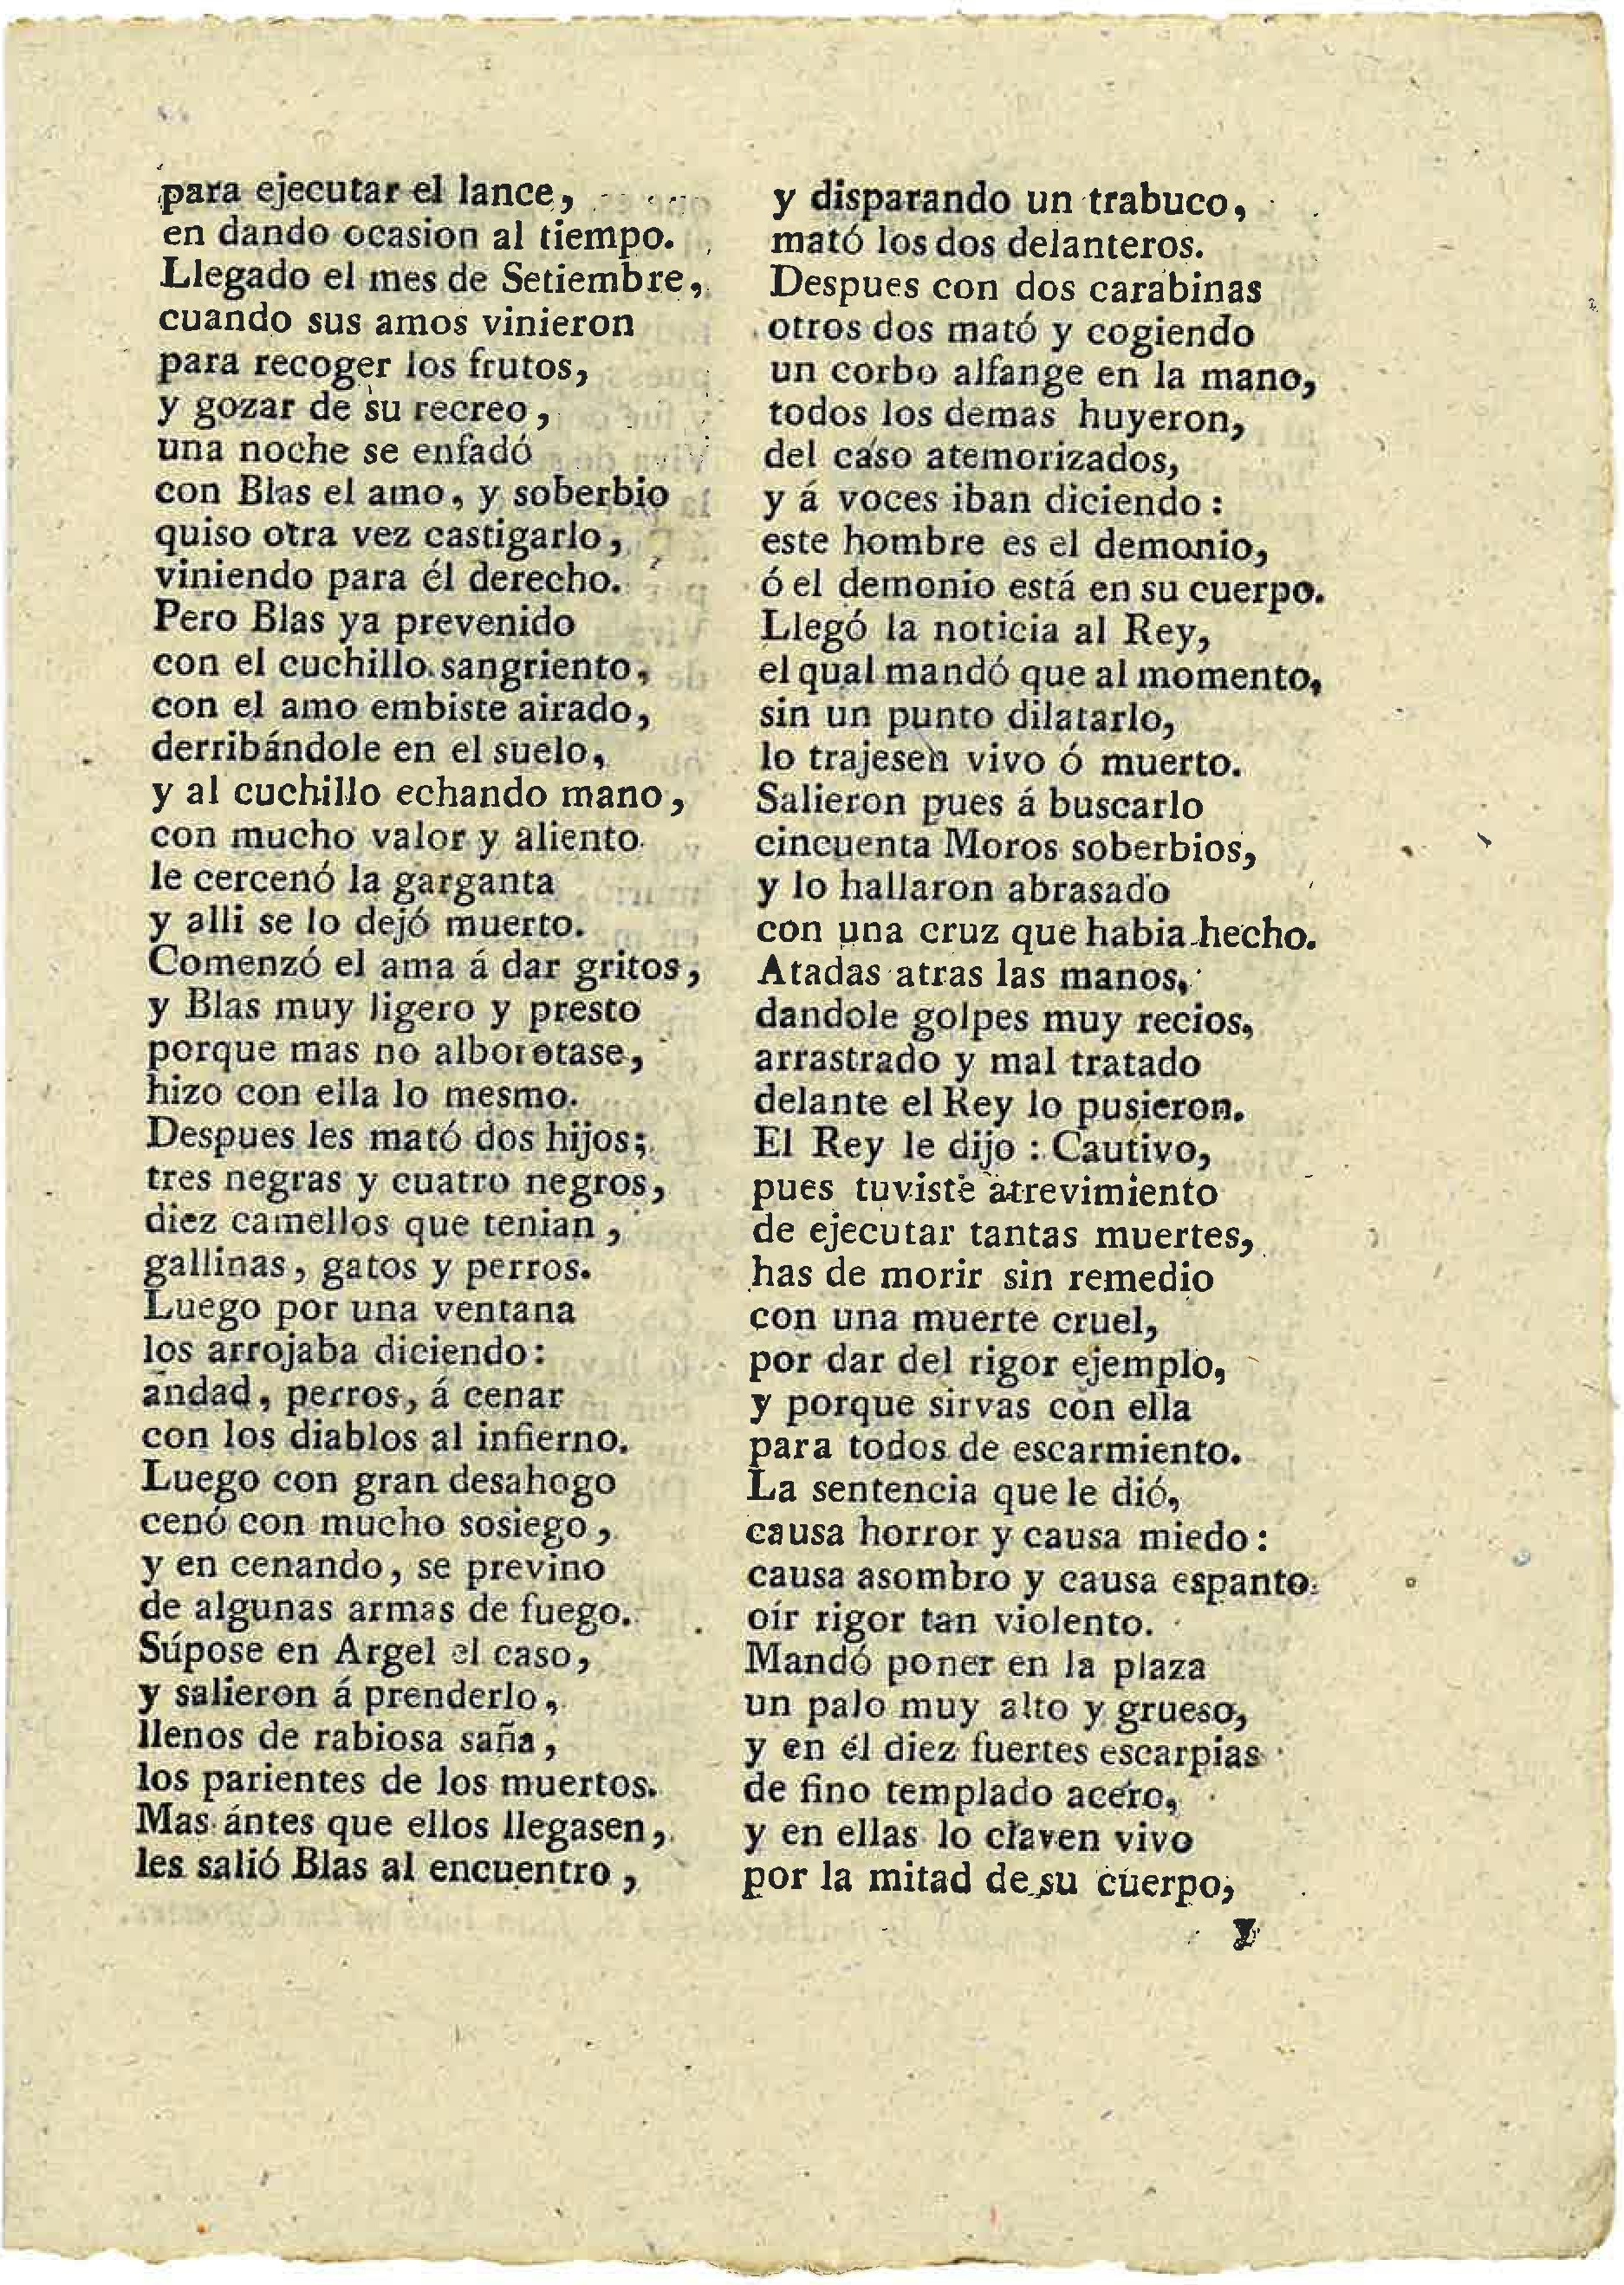 para ejecutar el lance,
en dando ocasion al tiempo.
Llegado el mes de Setiembre,
cuando sus amos vinieron
para recoger los frutos,
y gozar de su recreo,
una noche se enfadó
con Blas el amo, y soberbio
quiso otra vez castigarlo,
viniendo para él derecho.
Pero Blas ya prevenido
con el cuchillo sangriento,
con el amo embiste airado,
derribándole en el suelo,
y al cuchillo echando mano,
con mucho valor y aliento
le cercenó la garganta
y alli se lo dejó muerto.
Comenzó el ama á dar gritos,
y Blas muy ligero y presto
porque mas no alborotase,
hizo con ella lo mesmo.
Despues les mató dos hijos;
tres negras y cuatro negros,
diez camellos que tenian,
gallinas, gatos y perros.
Luego por una ventana
los arrojaba diciendo:
andad, perros, á cenar
con los diablos al infierno.
Luego con gran desahogo
cenó con mucho sosiego,
y en cenando, se previno
de algunas armas de fuego.
Súpose en Argel el caso,
y salieron á prenderlo,
llenos de rabiosa saña,
los parientes de los muertos.
Mas ántes que ellos llegasen,
les salió Blas al encuentro,
y disparando un trabuco,
mató los dos delanteros.
Despues con dos carabinas
otros dos mató y cogiendo
un corbo alfange en la mano,
todos los demas huyeron,
del caso atemorizados,
y á voces iban diciendo:
este hombre es el demonio,
ó el demonio está en su cuerpo.
Llegó la noticia al Rey,
el qual mandó que al momento,
sin un punto dilatarlo,
lo trajesen vivo ó muerto.
Salieron pues á buscarlo
cincuenta Moros soberbios,
y lo hallaron abrasado
con una cruz que habia hecho.
Atadas atras las manos,
dandole golpes muy recios,
arrastrado y mal tratado
delante el Rey lo pusieron.
El Rey le dijo: Cautivo,
pues tuviste atrevimiento
de ejecutar tantas muertes,
has de morir sin remedio
con una muerte cruel,
por dar del rigor ejemplo,
y porque sirvas con ella
para todos de escarmiento.
La sentencia que le dió,
causa horror y causa miedo:
causa asombro y causa espanto
oír rigor tan violento.
Mandó poner en la plaza
un palo muy alto y grueso,
y en él diez fuertes escarpias
de fino templado acero,
y en ellas lo claven vivo
por la mitad de su cuerpo,
y